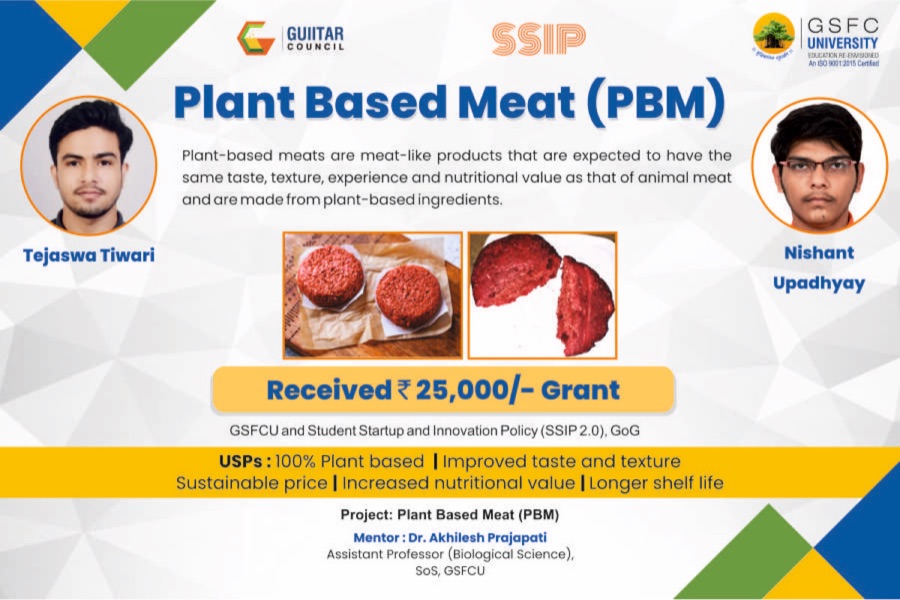 GUIITAR
COUNCIL
SSIP
GSFC
UNIVERSITY
EDUCATION RE-ENVISIONED
An ISO 9001:2015 Certified
Plant Based Meat (PBM)
Plant-based meats are meat-like products that are expected to have the
same taste, texture, experience and nutritional value as that of animal meat
and are made from plant-based ingredients.
Tejaswa Tiwari
Nishant
Upadhyay
Received ₹ 25,000/- Grant
GSFCU and Student Startup and Innovation Policy (SSIP 2.0), GoG
USPs : 100% Plant based | Improved taste and texture
Sustainable price | Increased nutritional value | Longer shelf life
Project: Plant Based Meat (PBM)
Mentor : Dr. Akhilesh Prajapati
Assistant Professor (Biological Science),
SoS, GSFCU